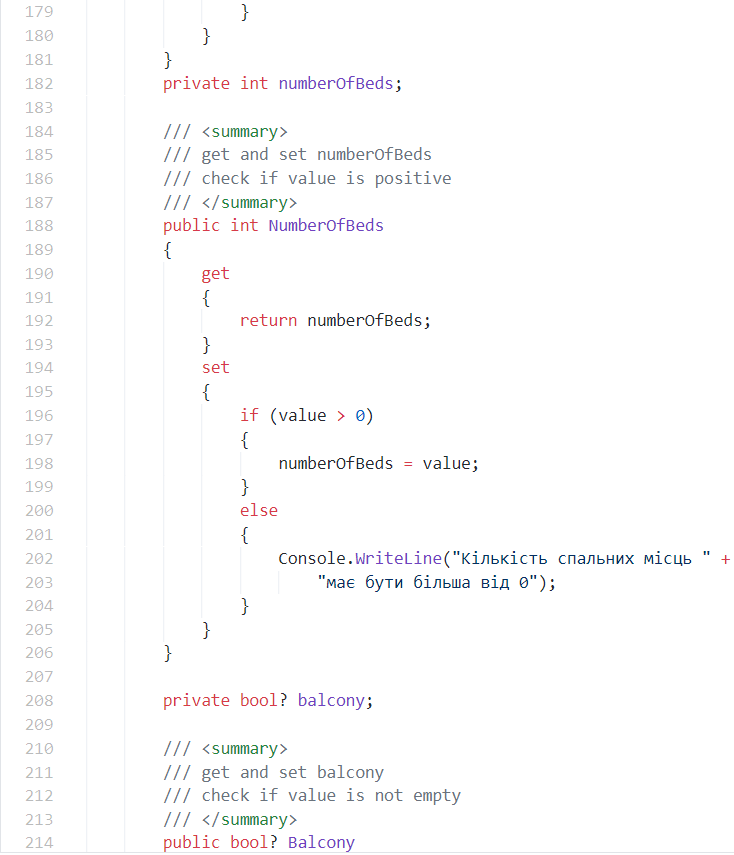 179                 }
180             }
181         }
182         private int numberOfBeds;
183
184         /// <summary>
185         /// get and set numberOfBeds
186         /// check if value is positive
187         /// </summary>
188         public int NumberOfBeds
189         {
190             get
191             {
192                 return numberOfBeds;
193             }
194             set
195             {
196                 if (value > 0)
197                 {
198                     numberOfBeds = value;
199                 }
200                 else
201                 {
202                     Console.WriteLine("Кількість спальних місць " +
203                         "має бути більша від 0");
204                 }
205             }
206         }
207
208         private bool? balcony;
209
210         /// <summary>
211         /// get and set balcony
212         /// check if value is not empty
213         /// </summary>
214         public bool? Balcony